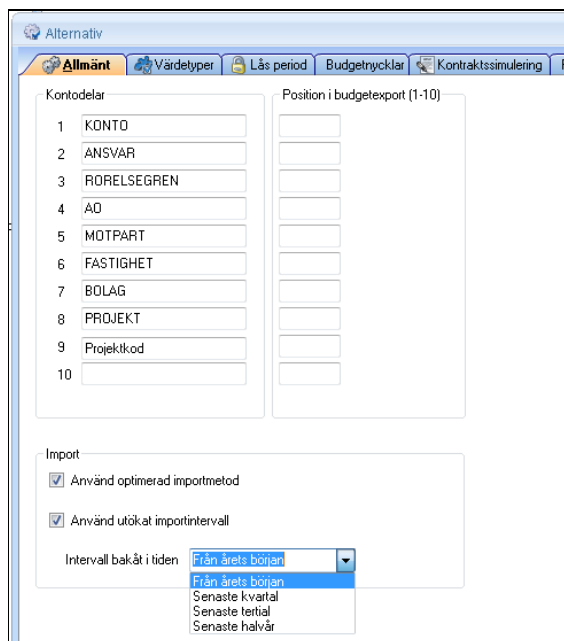 Alternativ
Allmänt Värdetyper Lås period Budgetnycklar Kontraktssimulering
Kontodelar Position i budgetexport (1-10)
1 KONTO
2 ANSVAR
3 RORELSEGREN
4 AO
5 MOTPART
6 FASTIGHET
7 BOLAG
8 PROJEKT
9 Projektkod
10
Import
Använd optimerad importmetod
Använd utökat importintervall
Intervall bakåt i tiden Från årets början
Från årets början
Senaste kvartal
Senaste tertial
Senaste halvår